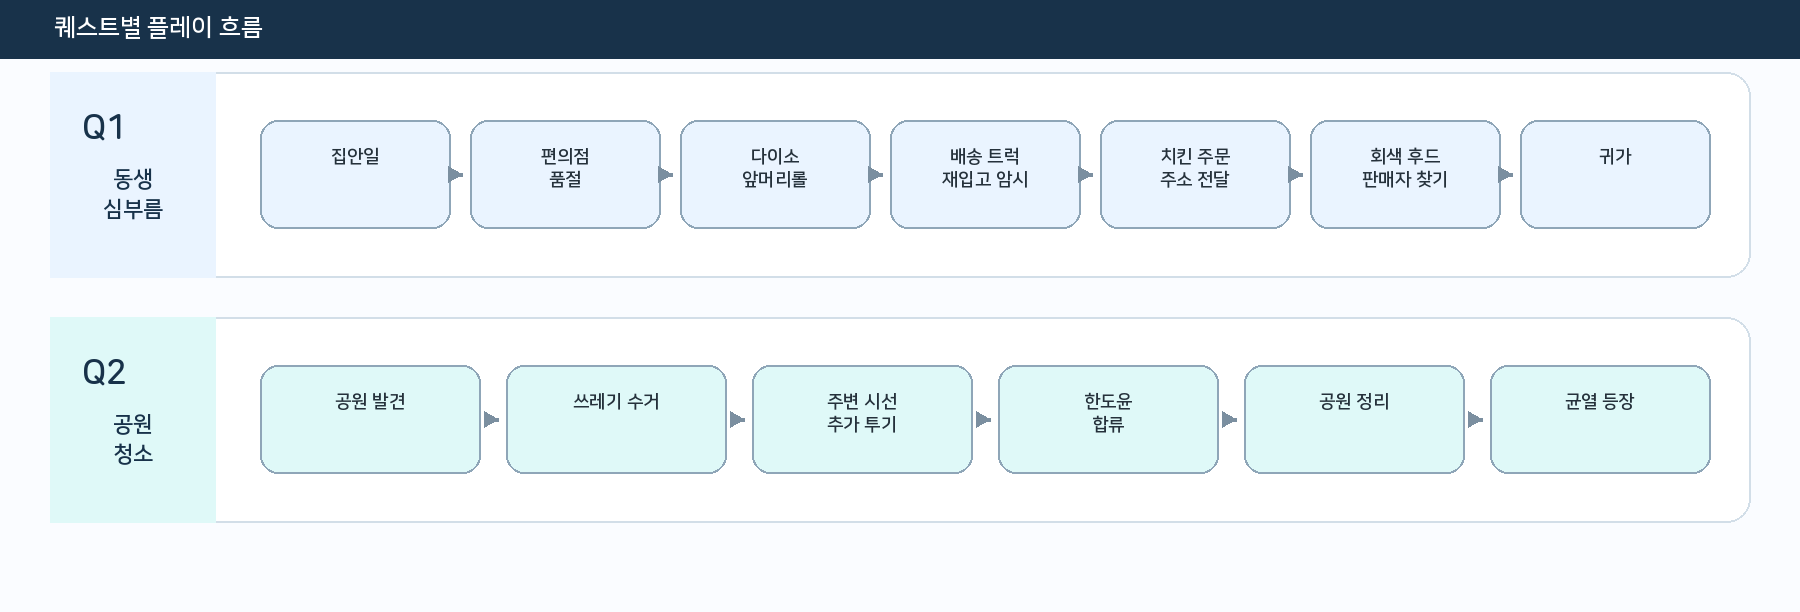 퀘스트별 플레이 흐름
Q1
동생
심부름
집안일
편의점
품절
다이소
앞머리롤
배송 트럭
재입고 암시
치킨 주문
주소 전달
회색 후드
판매자 찾기
귀가
Q2
공원
청소
공원 발견
쓰레기 수거
주변 시선
추가 투기
한도윤
합류
공원 정리
균열 등장